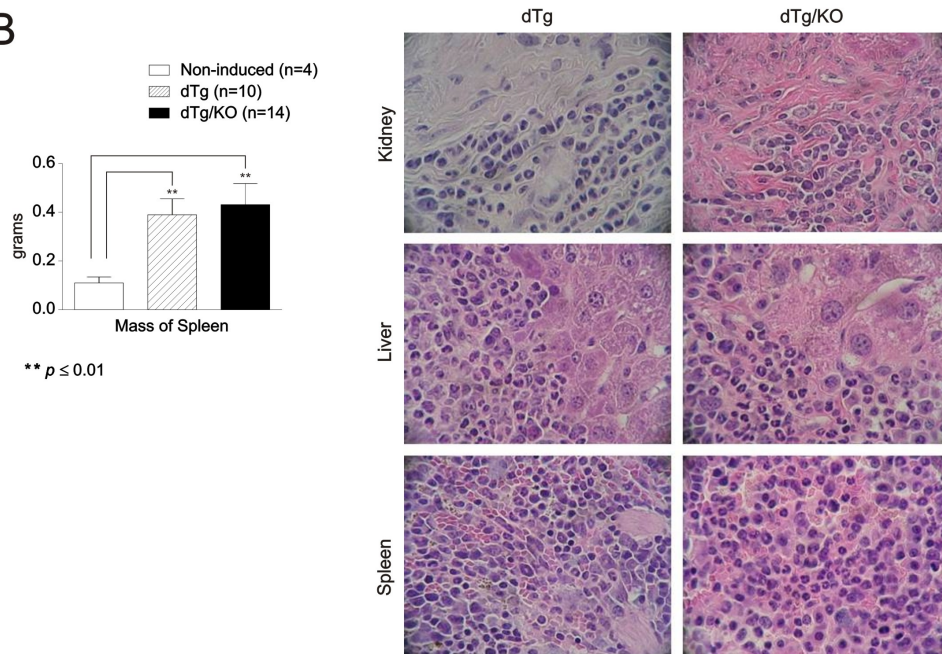 B
Non-induced (n=4)
dTg (n=10)
dTg/KO (n=14)
0.6
0.4
0.2
0.0
grams
**
**
Mass of Spleen
** p ≤ 0.01
dTg
dTg/KO
Kidney
Liver
Spleen